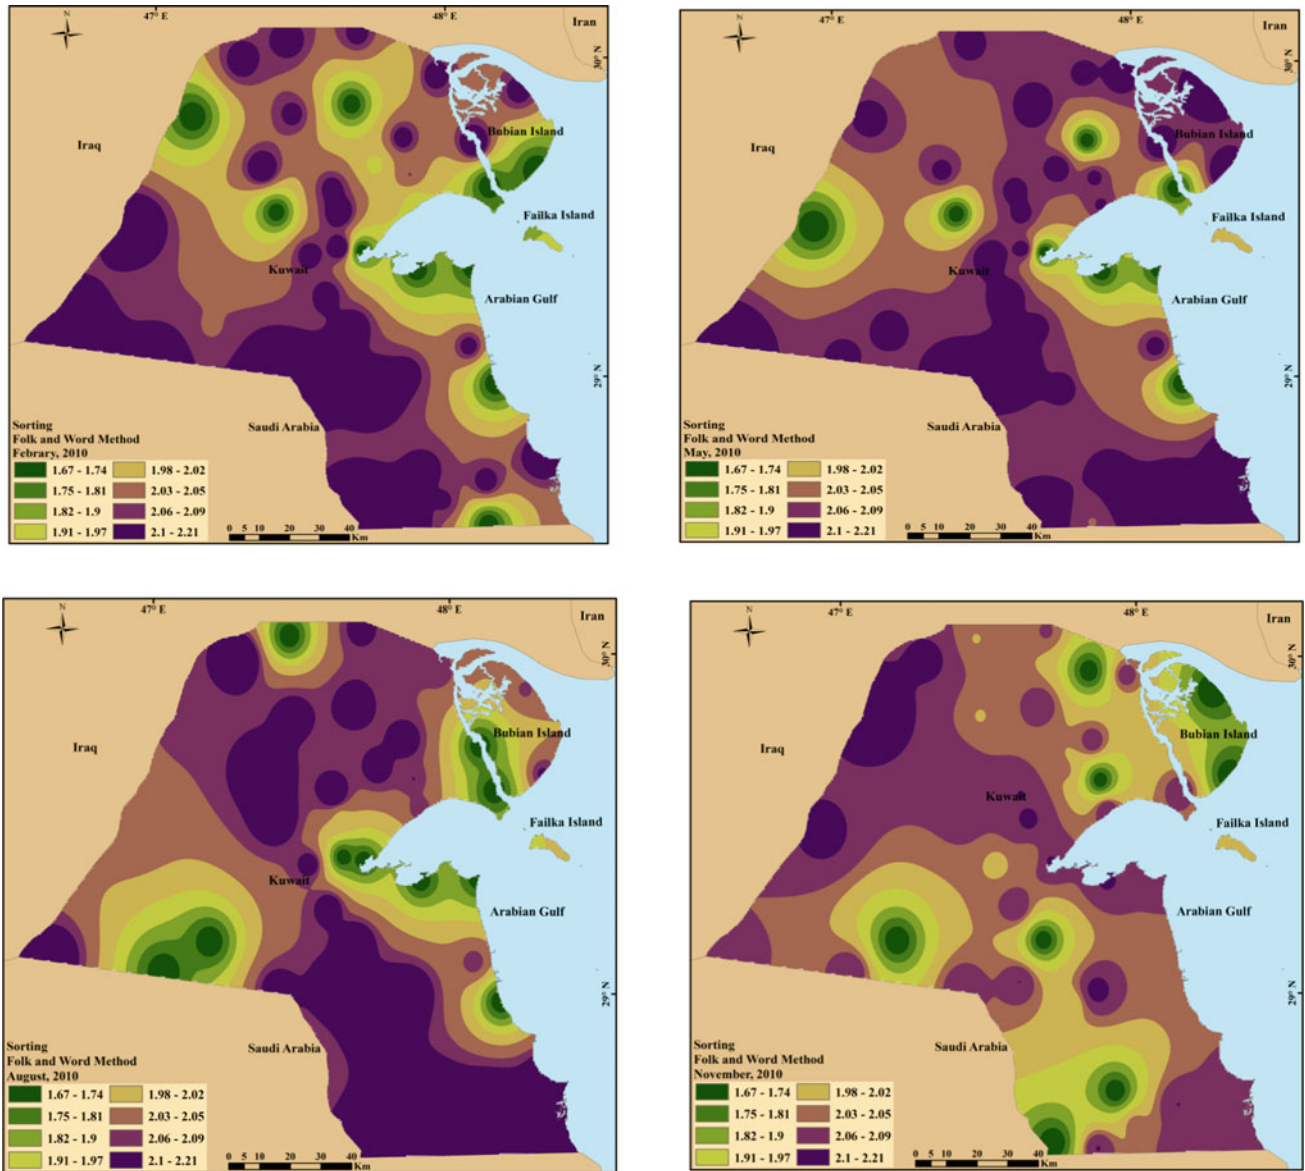 N
47° E
48° E
Iran
30° N
Iraq
Bubian Island
Failka Island
Kuwait
Arabian Gulf
29° N
Saudi Arabia
Sorting
Folk and Word Method
Februry, 2010
1.67 - 1.74
1.98 - 2.02
1.75 - 1.81
2.03 - 2.05
1.82 - 1.9
2.06 - 2.09
1.91 - 1.97
2.1 - 2.21
0 5 10 20 30 40
Km
N
47° E
48° E
Iran
30° N
Iraq
Bubian Island
Failka Island
Kuwait
Arabian Gulf
29° N
Saudi Arabia
Sorting
Folk and Word Method
May, 2010
1.67 - 1.74
1.98 - 2.02
1.75 - 1.81
2.03 - 2.05
1.82 - 1.9
2.06 - 2.09
1.91 - 1.97
2.1 - 2.21
0 5 10 20 30 40
Km
N
47° E
48° E
Iran
30° N
Iraq
Bubian Island
Failka Island
Kuwait
Arabian Gulf
29° N
Saudi Arabia
Sorting
Folk and Word Method
August, 2010
1.67 - 1.74
1.98 - 2.02
1.75 - 1.81
2.03 - 2.05
1.82 - 1.9
2.06 - 2.09
1.91 - 1.97
2.1 - 2.21
0 5 10 20 30 40
Km
N
47° E
48° E
Iran
30° N
Iraq
Bubian Island
Kuwait
Failka Island
Arabian Gulf
29° N
Saudi Arabia
Sorting
Folk and Word Method
November, 2010
1.67 - 1.74
1.98 - 2.02
1.75 - 1.81
2.03 - 2.05
1.82 - 1.9
2.06 - 2.09
1.91 - 1.97
2.1 - 2.21
0 5 10 20 30 40
Km